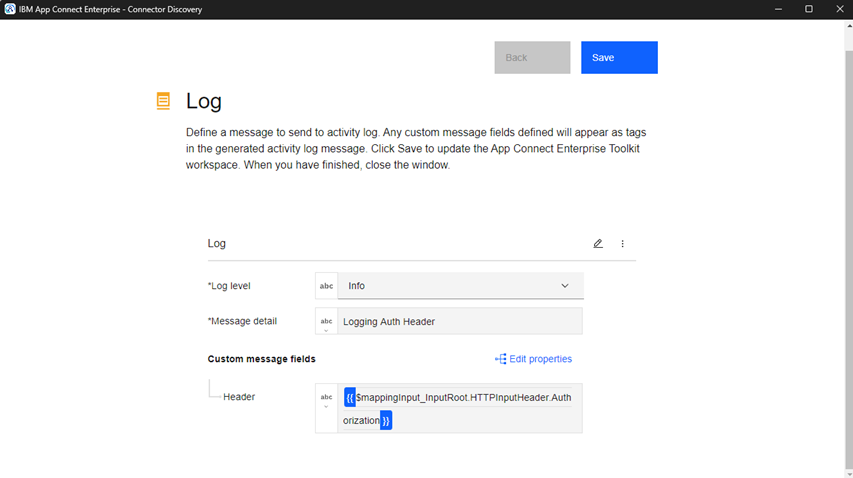 IBM App Connect Enterprise - Connector Discovery
Back
Save
Log
Define a message to send to activity log. Any custom message fields defined will appear as tags
in the generated activity log message. Click Save to update the App Connect Enterprise Toolkit
workspace. When you have finished, close the window.
Log
*Log level
abc
Info
*Message detail
abc
Logging Auth Header
Custom message fields
Edit properties
Header
abc
{{$mappingInput_InputRoot.HTTPInputHeader.Auth
orization}}